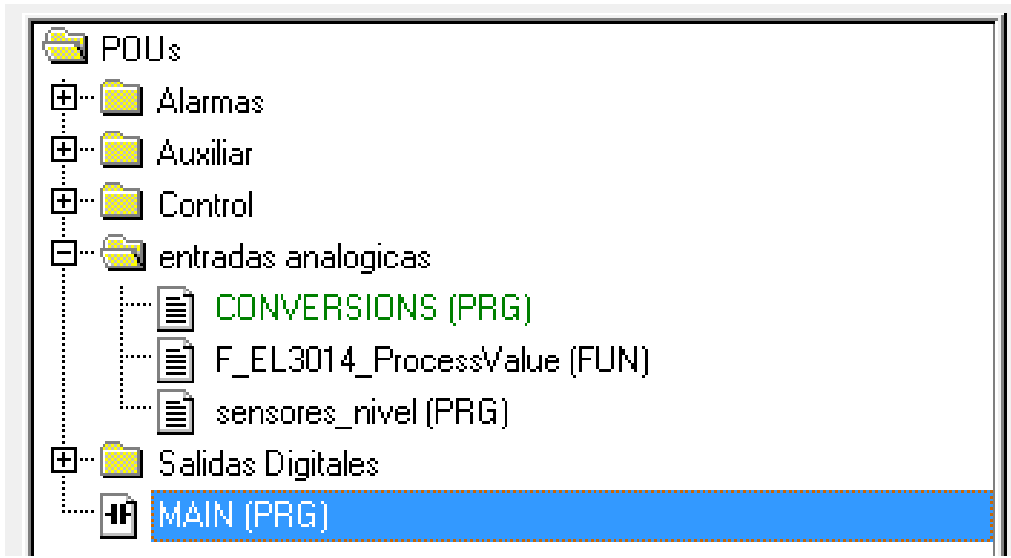 POUs
Alarmas
Auxiliar
Control
entradas analogicas
CONVERSIONS (PRG)
F_EL3014_ProcessValue (FUN)
sensores_nivel (PRG)
Salidas Digitales
MAIN (PRG)